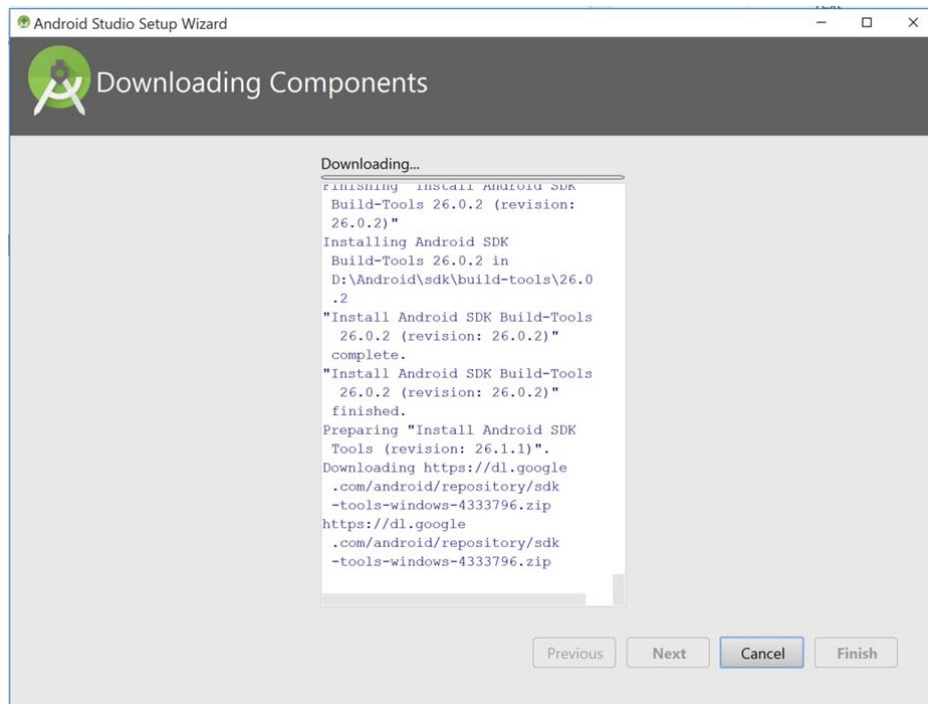 Android Studio Setup Wizard
Downloading Components
Downloading...
Finishing "Install Android SDK
Build-Tools 26.0.2 (revision:
26.0.2)"
Installing Android SDK
Build-Tools 26.0.2 in
D:\Android\sdk\build-tools\26.0
.2
"Install Android SDK Build-Tools
26.0.2 (revision: 26.0.2)"
complete.
"Install Android SDK Build-Tools
26.0.2 (revision: 26.0.2)"
finished.
Preparing "Install Android SDK
Tools (revision: 26.1.1)".
Downloading https://dl.google
.com/android/repository/sdk
-tools-windows-4333796.zip
https://dl.google
.com/android/repository/sdk
-tools-windows-4333796.zip
Previous
Next
Cancel
Finish